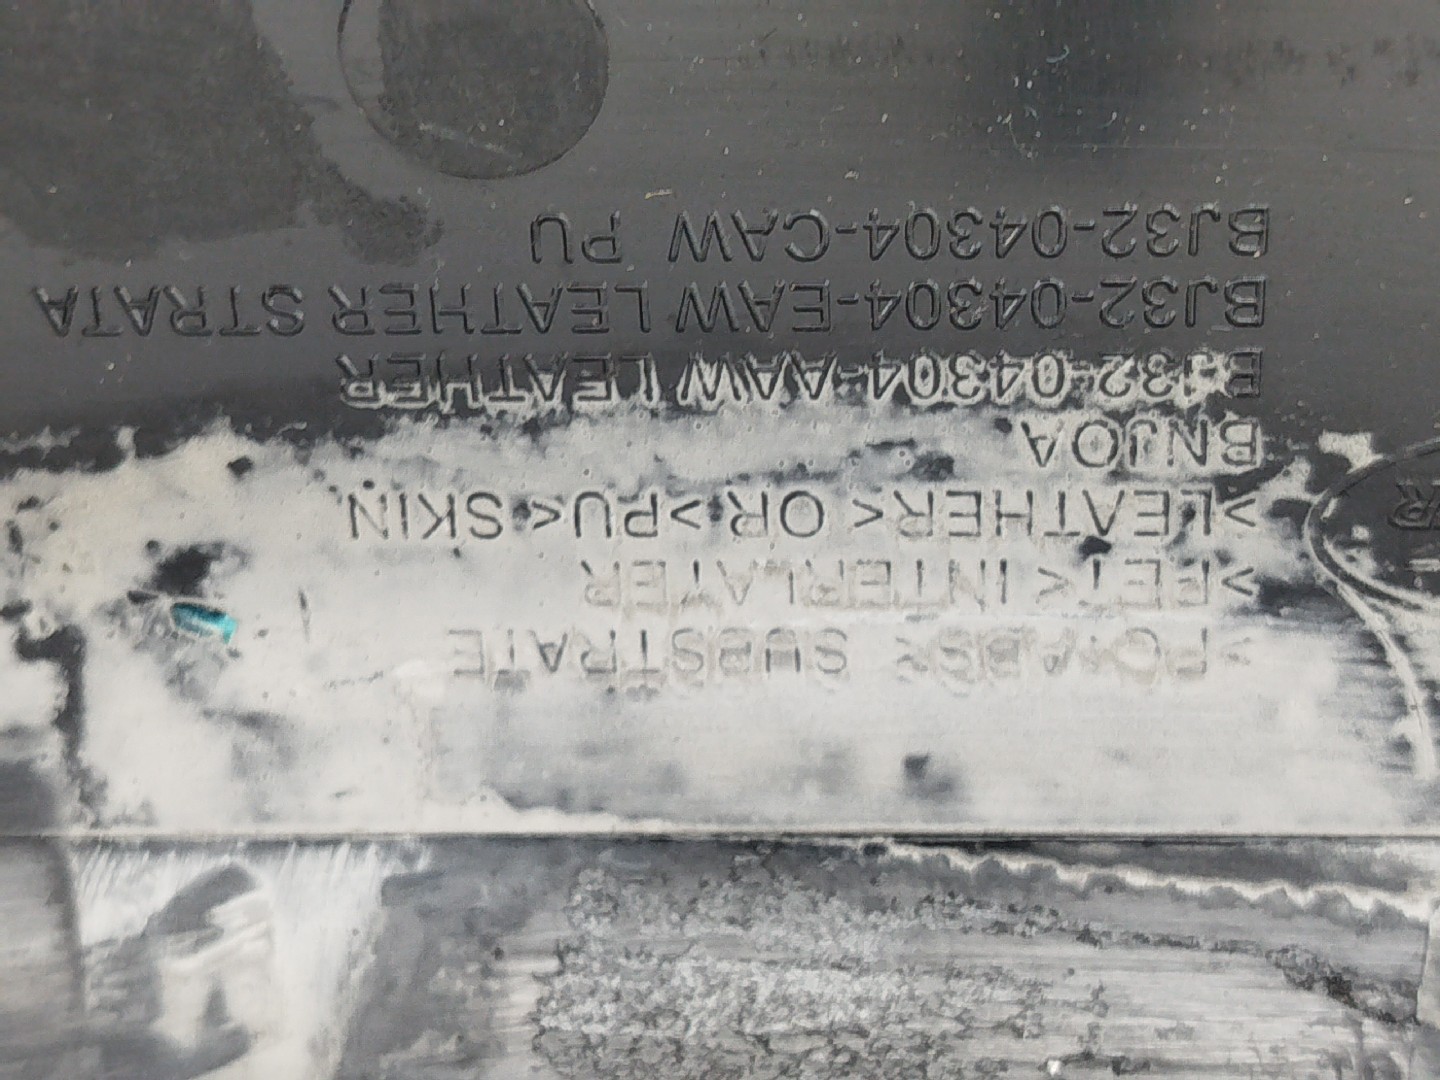 >PC+ABS< SUBSTRATE
>PET< INTERLAYER
>LEATHER< OR >PU< SKIN
BNJOA
BJ32-04304-AAW LEATHER
BJ32-04304-EAW LEATHER STRATA
BJ32-04304-CAW PU